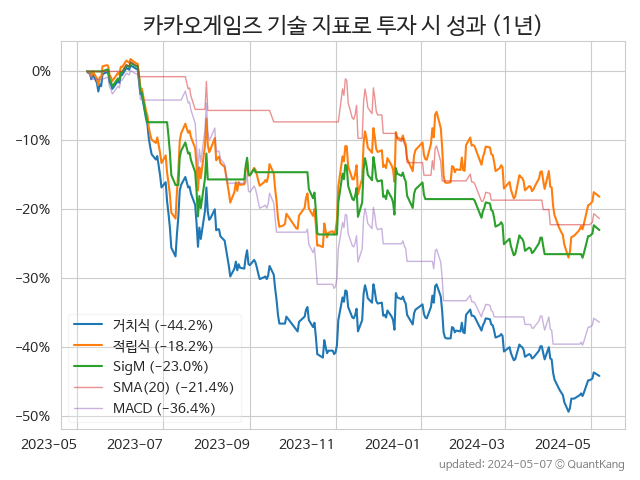 카카오게임즈 기술 지표로 투자 시 성과 (1년)
0%
−10%
−20%
−30%
−40%
−50%
거치식 (−44.2%)
적립식 (−18.2%)
SigM (−23.0%)
SMA(20) (−21.4%)
MACD (−36.4%)
2023−05 2023−07 2023−09 2023−11 2024−01 2024−03 2024−05
updated: 2024−05−07 © QuantKang